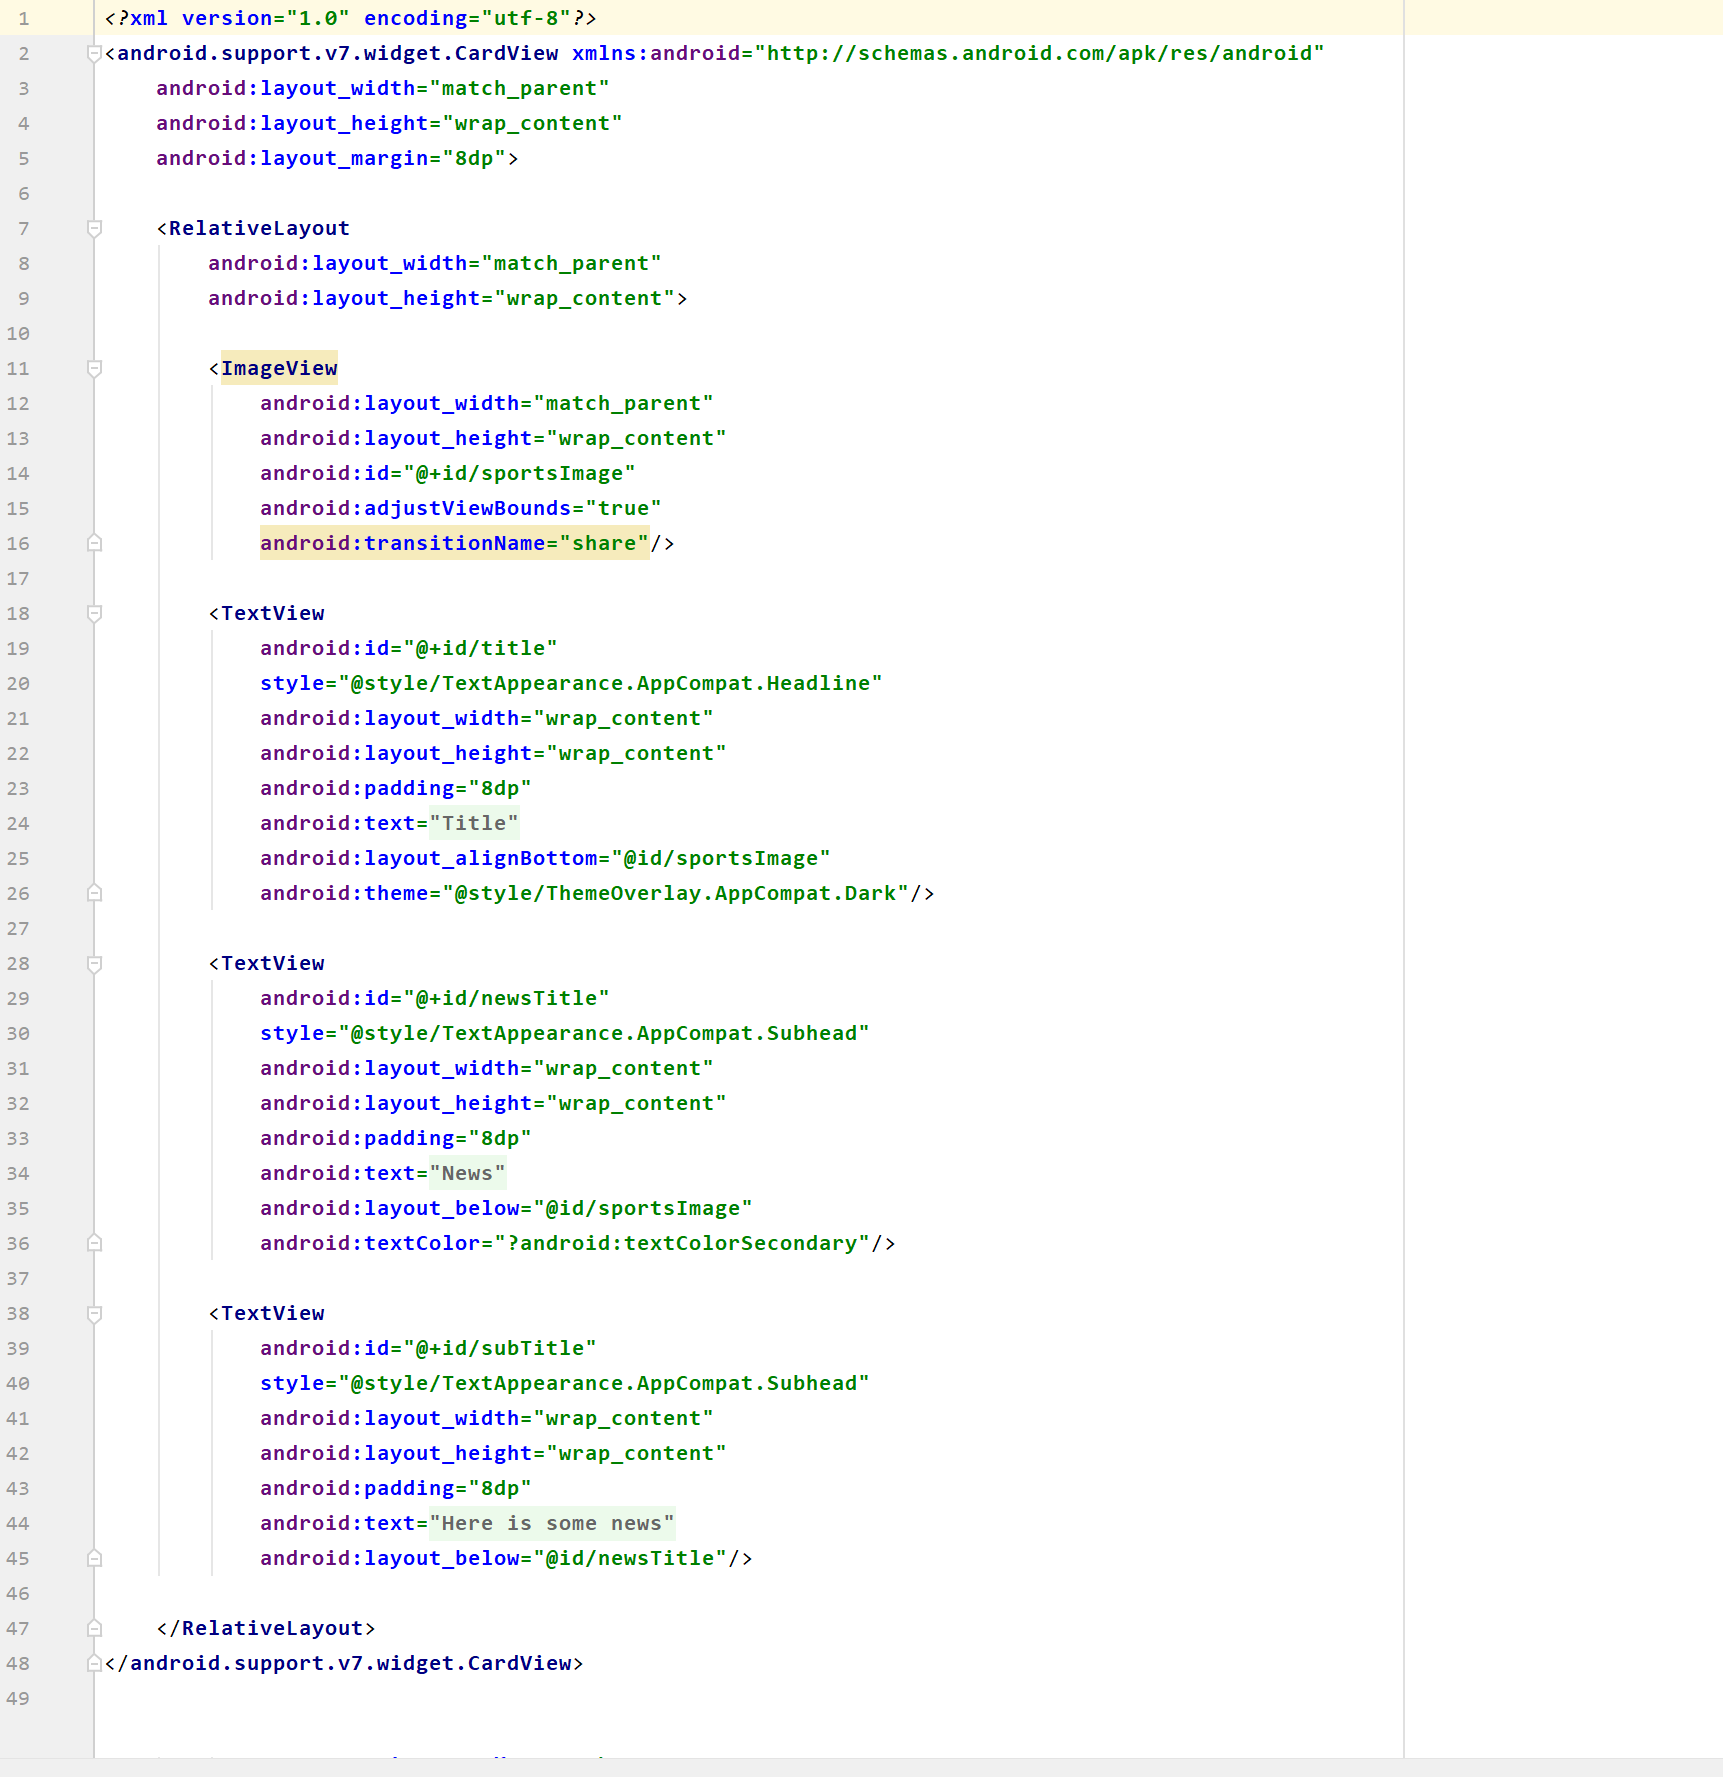 1 <?xml version="1.0" encoding="utf-8"?>
2 <android.support.v7.widget.CardView xmlns:android="http://schemas.android.com/apk/res/android"
3     android:layout_width="match_parent"
4     android:layout_height="wrap_content"
5     android:layout_margin="8dp">
6
7     <RelativeLayout
8         android:layout_width="match_parent"
9         android:layout_height="wrap_content">
10
11         <ImageView
12             android:layout_width="match_parent"
13             android:layout_height="wrap_content"
14             android:id="@+id/sportsImage"
15             android:adjustViewBounds="true"
16             android:transitionName="share"/>
17
18         <TextView
19             android:id="@+id/title"
20             style="@style/TextAppearance.AppCompat.Headline"
21             android:layout_width="wrap_content"
22             android:layout_height="wrap_content"
23             android:padding="8dp"
24             android:text="Title"
25             android:layout_alignBottom="@id/sportsImage"
26             android:theme="@style/ThemeOverlay.AppCompat.Dark"/>
27
28         <TextView
29             android:id="@+id/newsTitle"
30             style="@style/TextAppearance.AppCompat.Subhead"
31             android:layout_width="wrap_content"
32             android:layout_height="wrap_content"
33             android:padding="8dp"
34             android:text="News"
35             android:layout_below="@id/sportsImage"
36             android:textColor="?android:textColorSecondary"/>
37
38         <TextView
39             android:id="@+id/subTitle"
40             style="@style/TextAppearance.AppCompat.Subhead"
41             android:layout_width="wrap_content"
42             android:layout_height="wrap_content"
43             android:padding="8dp"
44             android:text="Here is some news"
45             android:layout_below="@id/newsTitle"/>
46
47     </RelativeLayout>
48 </android.support.v7.widget.CardView>
49